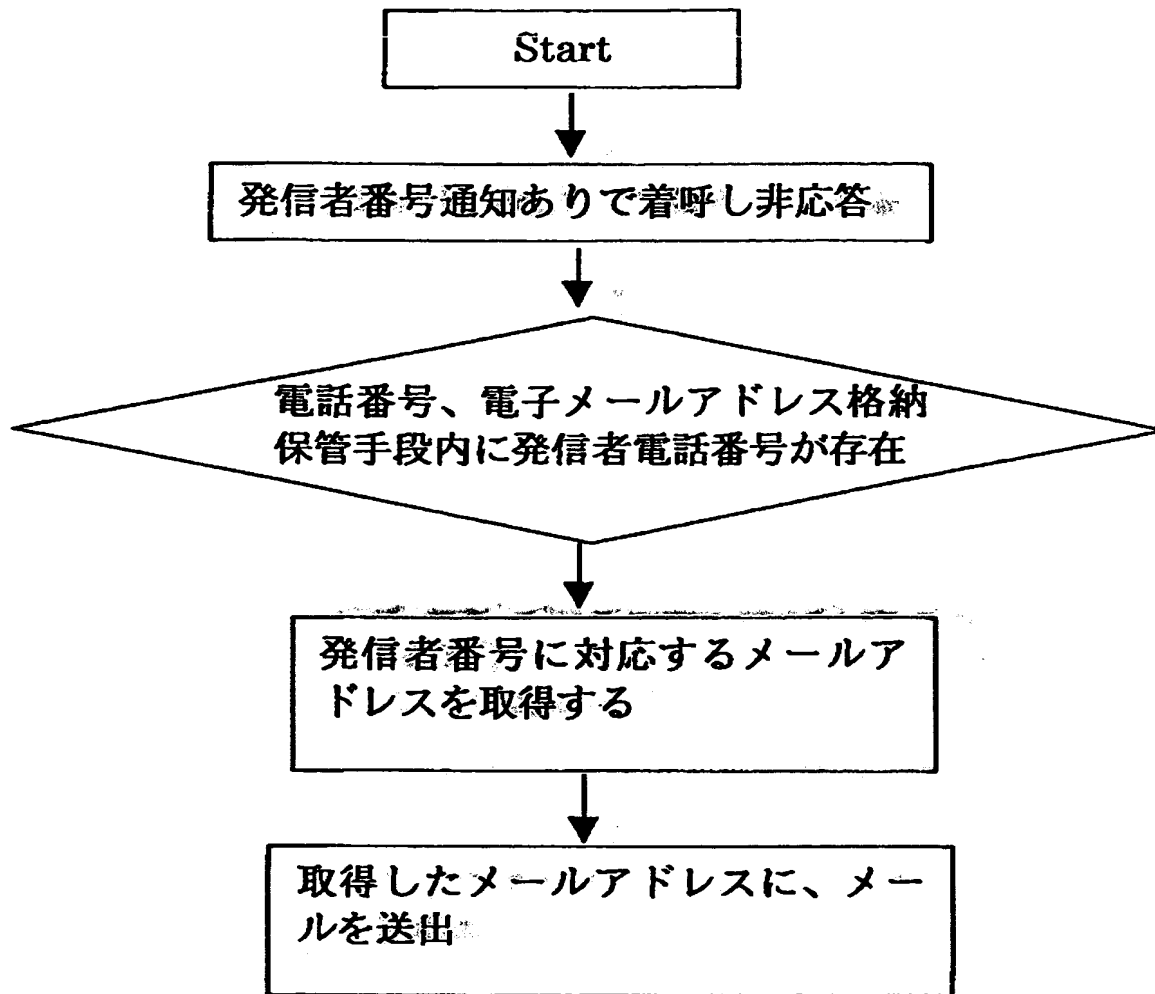 Start
発信者番号通知ありで着呼し非応答
電話番号、電子メールアドレス格納
保管手段内に発信者電話番号が存在
発信者番号に対応するメールア
ドレスを取得する
取得したメールアドレスに、メー
ルを送出